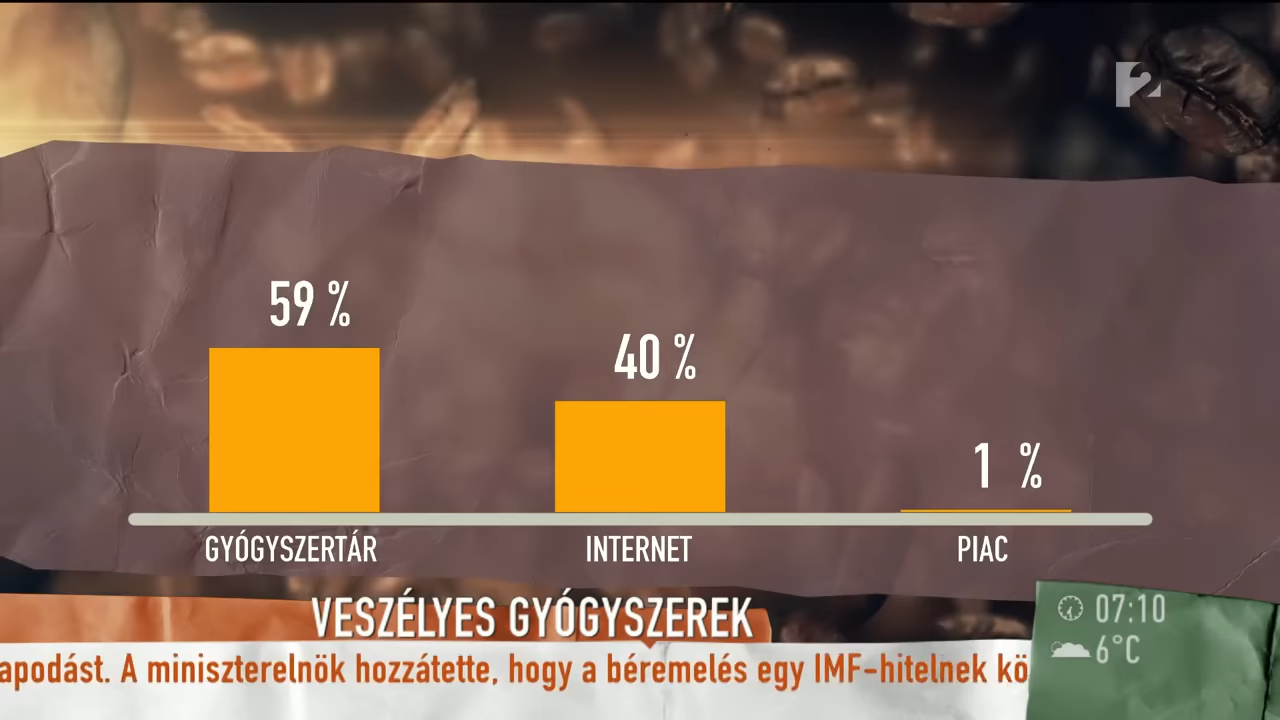 2
59 %
40 %
1 %
GYÓGYSZERTÁR
INTERNET
PIAC
VESZÉLYES GYÓGYSZEREK
07:10
6°C
apodást. A miniszterelnök hozzátette, hogy a béremelés egy IMF-hitelnek kö